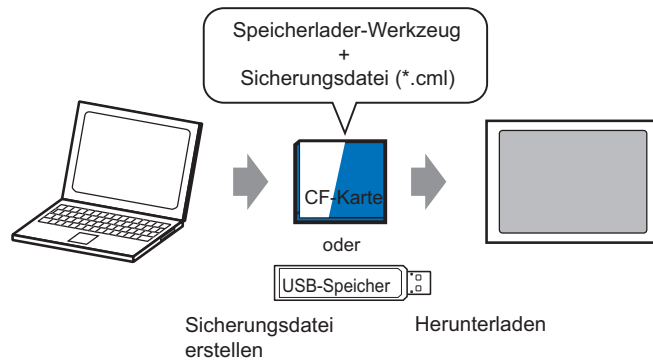 Speicherlader-Werkzeug
+
Sicherungsdatei (*.cml)
CF-Karte
oder
USB-Speicher
Sicherungsdatei
erstellen
Herunterladen